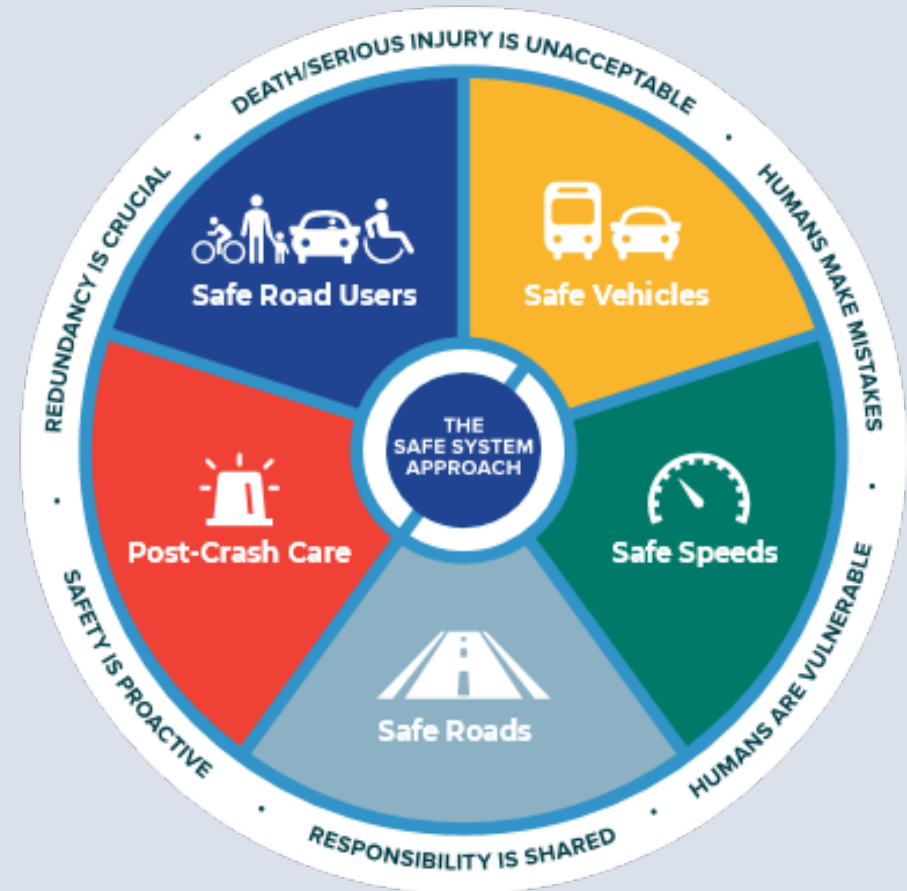 DEATH/SERIOUS INJURY IS UNACCEPTABLE
HUMANS MAKE MISTAKES
HUMANS ARE VULNERABLE
RESPONSIBILITY IS SHARED
SAFETY IS PROACTIVE
REDUNDANCY IS CRUCIAL
Safe Road Users
Safe Vehicles
THE
SAFE SYSTEM
APPROACH
Post-Crash Care
Safe Speeds
Safe Roads